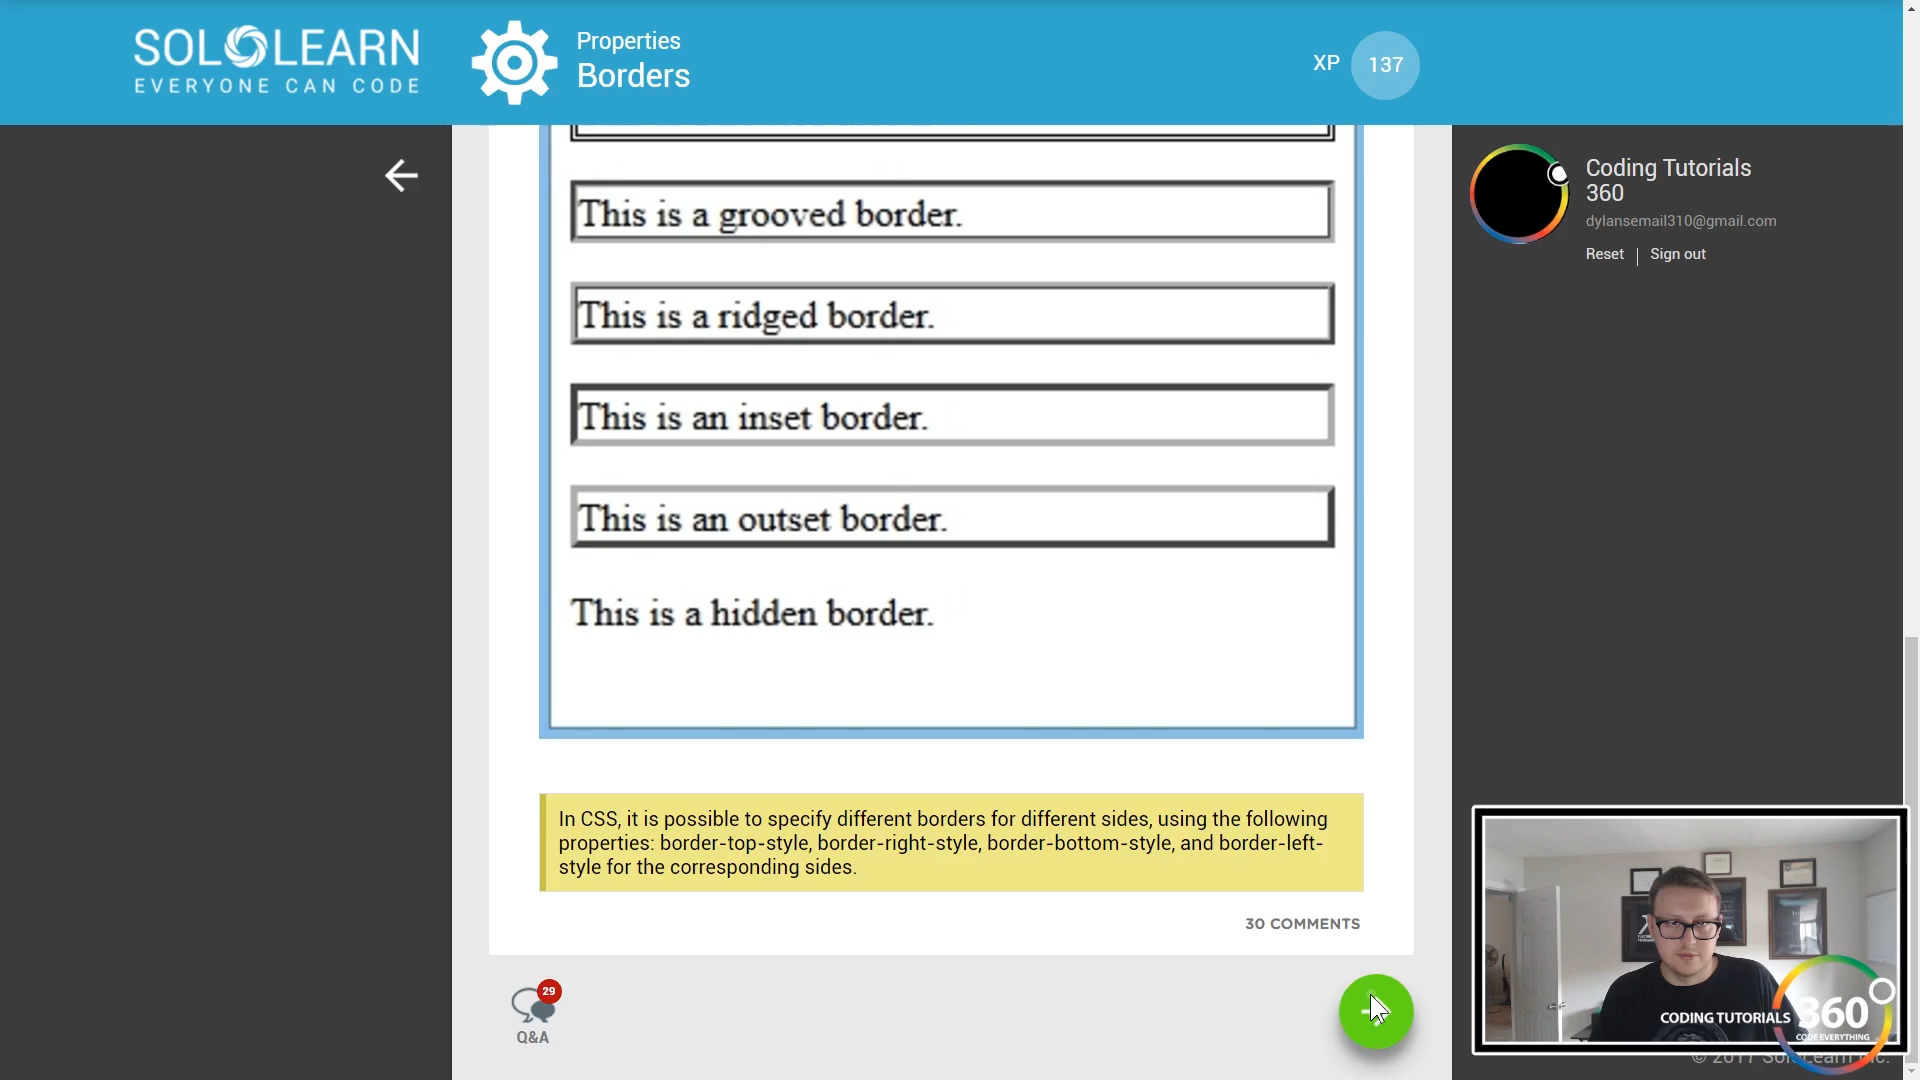 SOLOLEARN
EVERYONE CAN CODE
Properties
Borders
XP
137
Coding Tutorials
360
dylansemail310@gmail.com
Reset | Sign out
This is a grooved border.
This is a ridged border.
This is an inset border.
This is an outset border.
This is a hidden border.
In CSS, it is possible to specify different borders for different sides, using the following
properties: border-top-style, border-right-style, border-bottom-style, and border-left-
style for the corresponding sides.
30 COMMENTS
29
Q&A
CODING TUTORIALS
360
CODE EVERYTHING
© 2017 SoloLearn Inc.